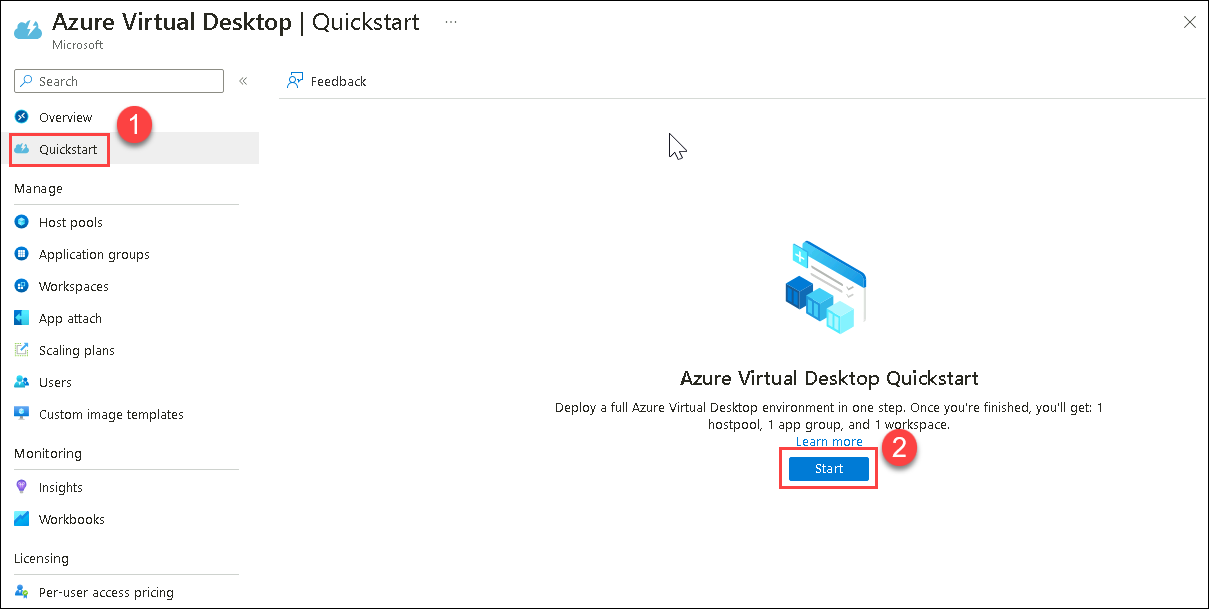 Azure Virtual Desktop | Quickstart ...
Microsoft
Search
«
Feedback
Overview
1
Quickstart
Manage
Host pools
Application groups
Workspaces
App attach
Scaling plans
Users
Custom image templates
Monitoring
Insights
Workbooks
Licensing
Per-user access pricing
Azure Virtual Desktop Quickstart
Deploy a full Azure Virtual Desktop environment in one step. Once you're finished, you'll get: 1
hostpool, 1 app group, and 1 workspace.
Learn more
2
Start